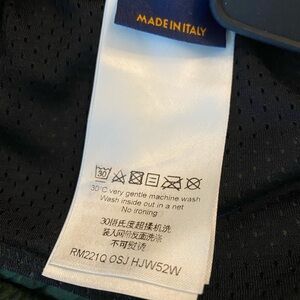 MADE IN ITALY
30
30°C very gentle machine wash
Wash inside out in a net
No ironing
30摄氏度超揉机洗
装入网袋反面洗涤
不可熨烫
RM221Q OSJ HJW52W